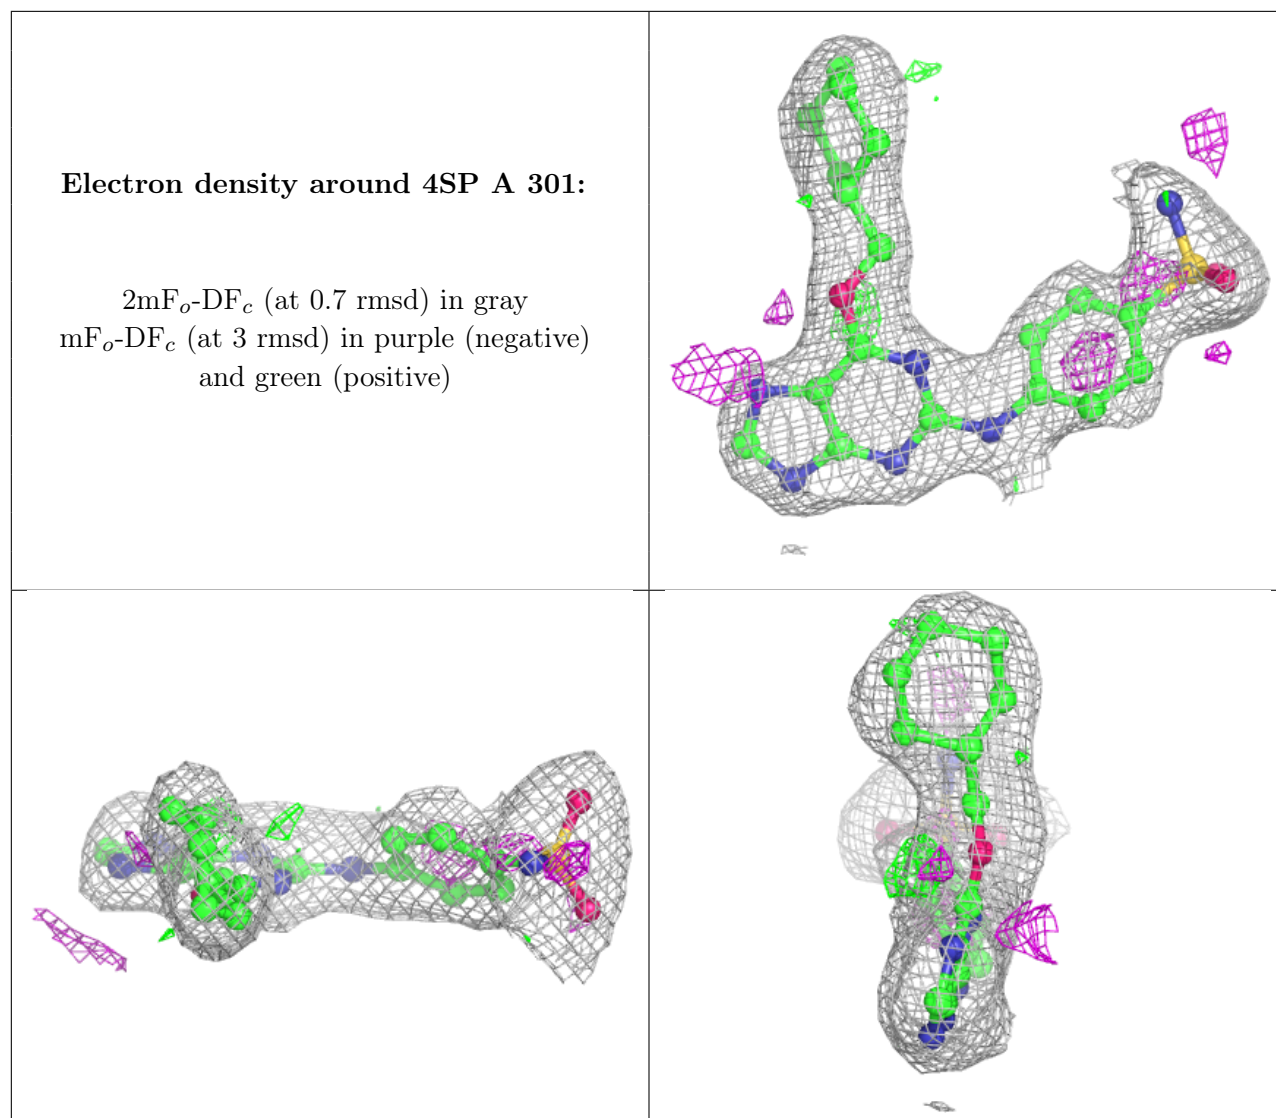 Electron density around 4SP A 301:
2mFo-DFc (at 0.7 rmsd) in gray
mFo-DFc (at 3 rmsd) in purple (negative)
and green (positive)